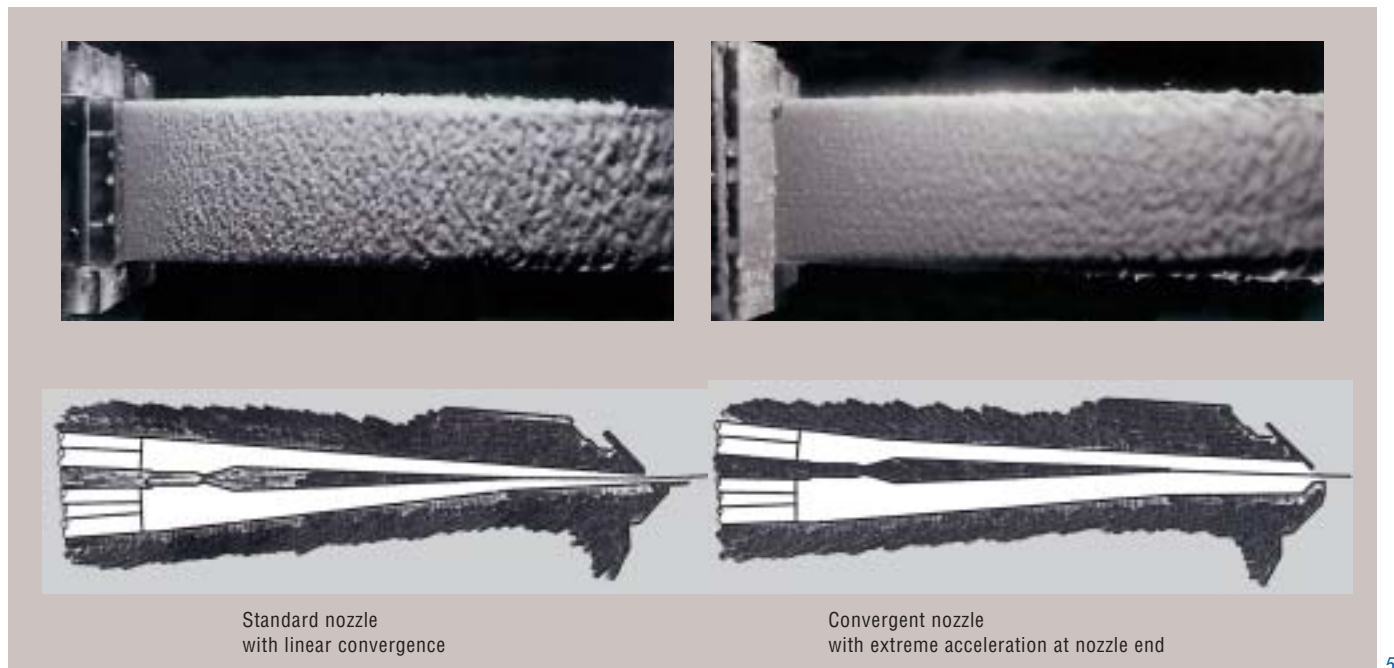 Standard nozzle
with linear convergence
Convergent nozzle
with extreme acceleration at nozzle end
5